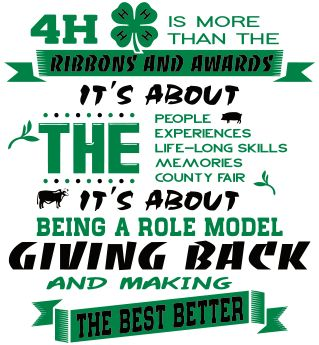 4H IS MORE
THAN THE
RIBBONS AND AWARDS
IT'S ABOUT
THE
PEOPLE
EXPERIENCES
LIFE-LONG SKILLS
MEMORIES
COUNTY FAIR
IT'S ABOUT
BEING A ROLE MODEL
GIVING BACK
AND MAKING
THE BEST BETTER